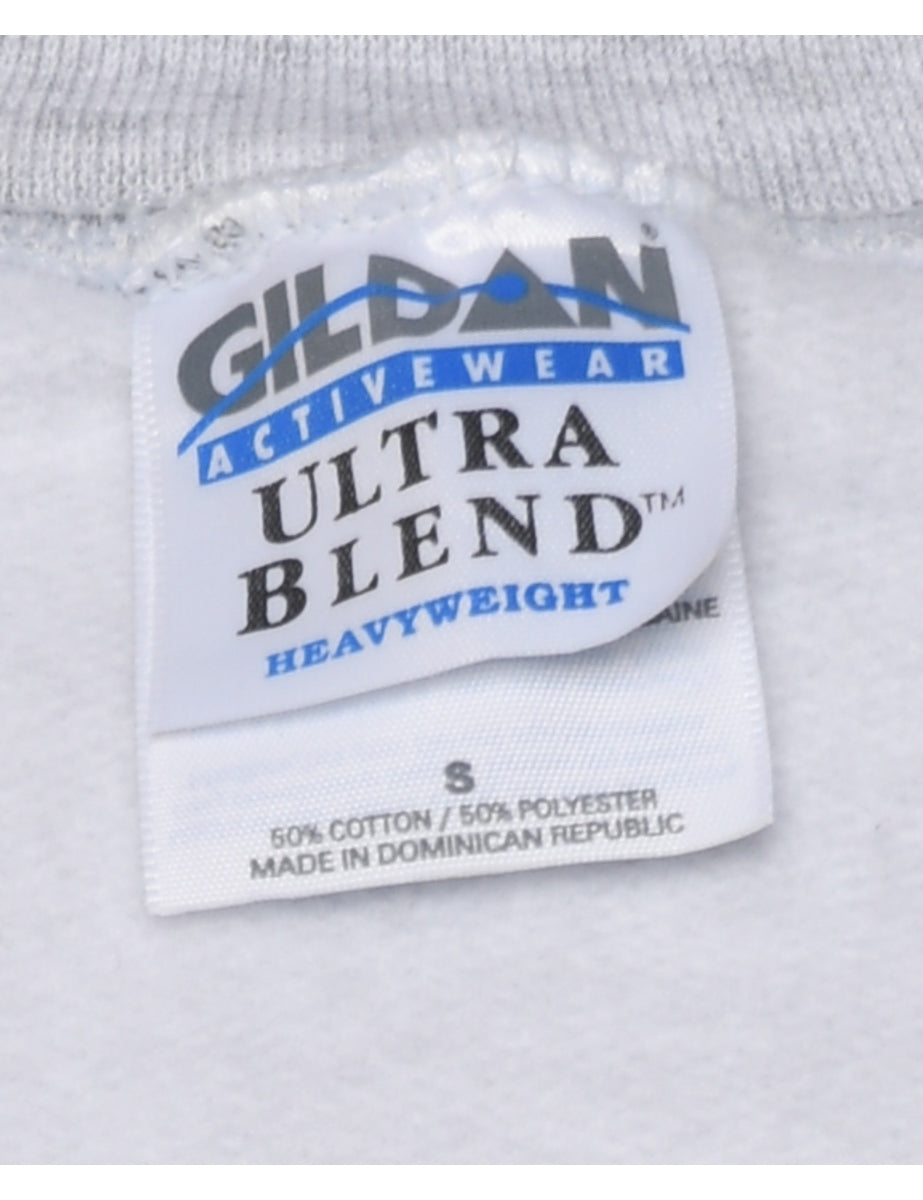 GILDAN®
ACTIVEWEAR
ULTRA
BLEND™
HEAVYWEIGHT
S
50% COTTON / 50% POLYESTER
MADE IN DOMINICAN REPUBLIC